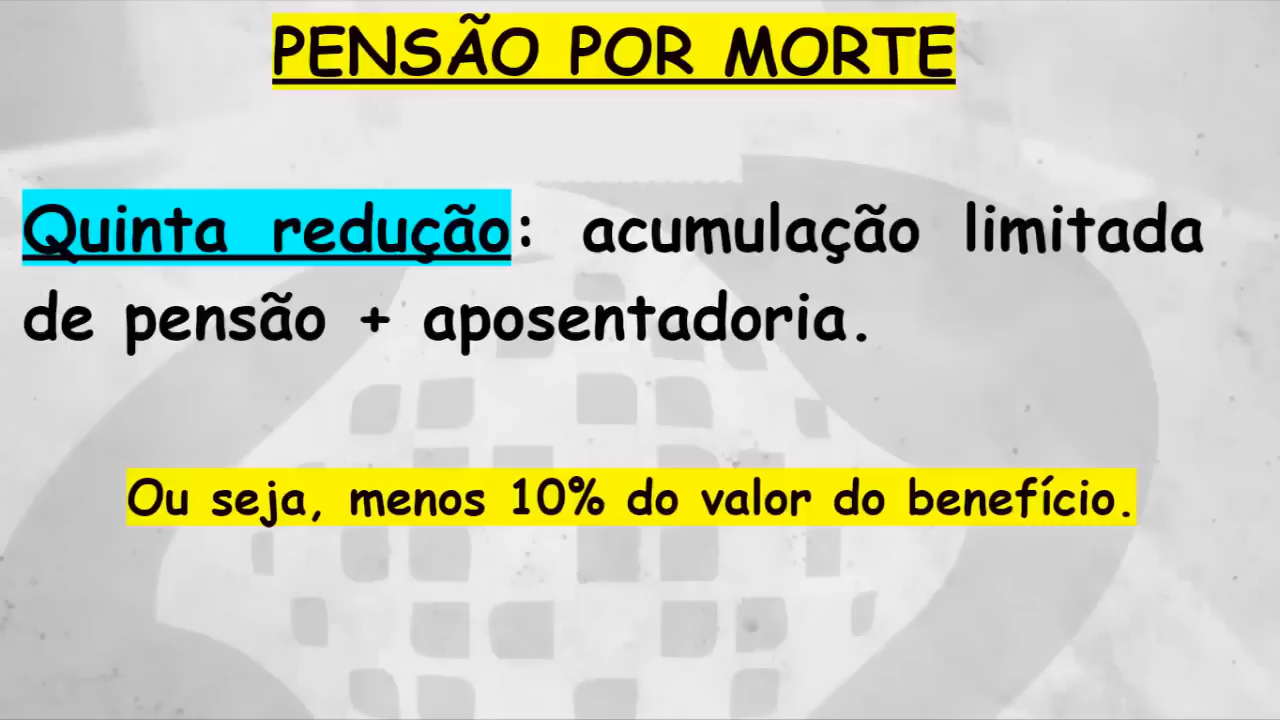 PENSÃO POR MORTE
Quinta redução: acumulação limitada
de pensão + aposentadoria.
Ou seja, menos 10% do valor do benefício.